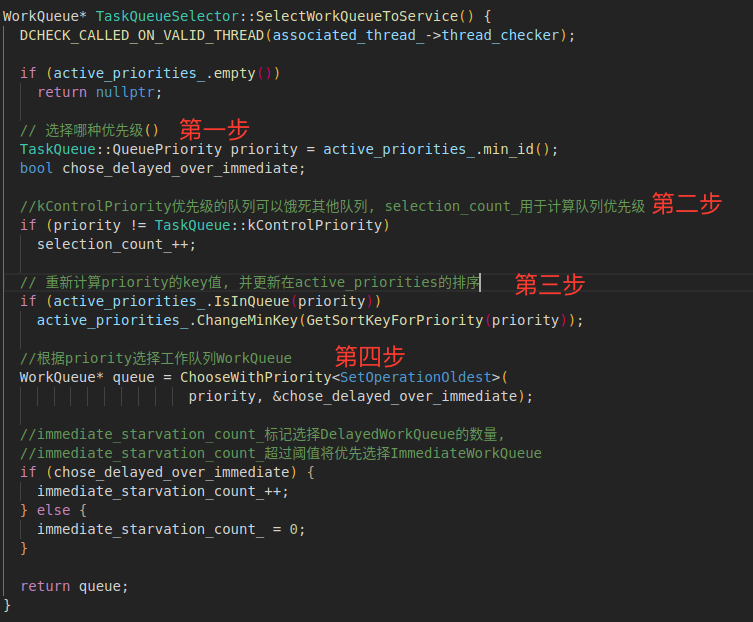 WorkQueue* TaskQueueSelector::SelectWorkQueueToService() {
DCHECK_CALLED_ON_VALID_THREAD(associated_thread_->thread_checker);
if (active_priorities_.empty())
return nullptr;
// 选择哪种优先级() 第一步
TaskQueue::QueuePriority priority = active_priorities_.min_id();
bool chose_delayed_over_immediate;
//kControlPriority优先级的队列可以饿死其他队列, selection_count_用于计算队列优先级 第二步
if (priority != TaskQueue::kControlPriority)
selection_count_++;
// 重新计算priority的key值, 并更新在active_priorities的排序 第三步
if (active_priorities_.IsInQueue(priority))
active_priorities_.ChangeMinKey(GetSortKeyForPriority(priority));
//根据priority选择工作队列WorkQueue 第四步
WorkQueue* queue = ChooseWithPriority<SetOperationOldest>(
priority, &chose_delayed_over_immediate);
//immediate_starvation_count_标记选择DelayedWorkQueue的数量,
//immediate_starvation_count_超过阈值将优先选择ImmediateWorkQueue
if (chose_delayed_over_immediate) {
immediate_starvation_count_++;
} else {
immediate_starvation_count_ = 0;
}
return queue;
}